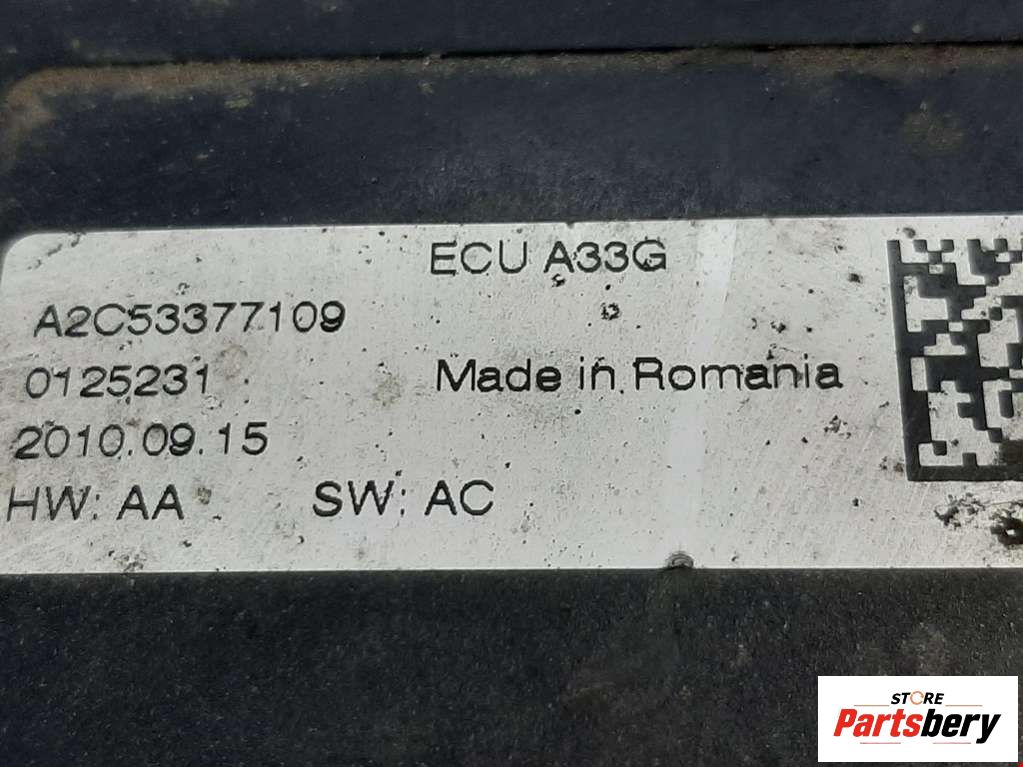 ECU A33G
A2C53377109
0125231
Made in Romania
2010.09.15
HW: AA SW: AC
STORE
Partsbery